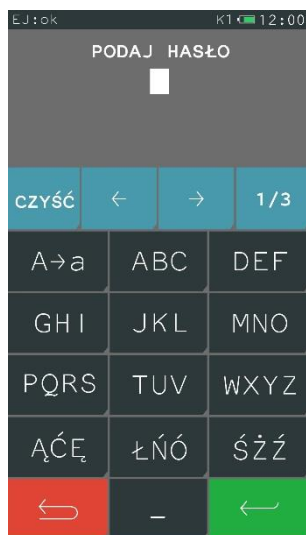 EJ:ok K1 12:00
PODAJ HASŁO
CZYŚĆ ← → 1/3
A→a ABC DEF
GHI JKL MNO
PQRS TUV WXYZ
ĄĆĘ ŁŃÓ ŚŻŹ
_